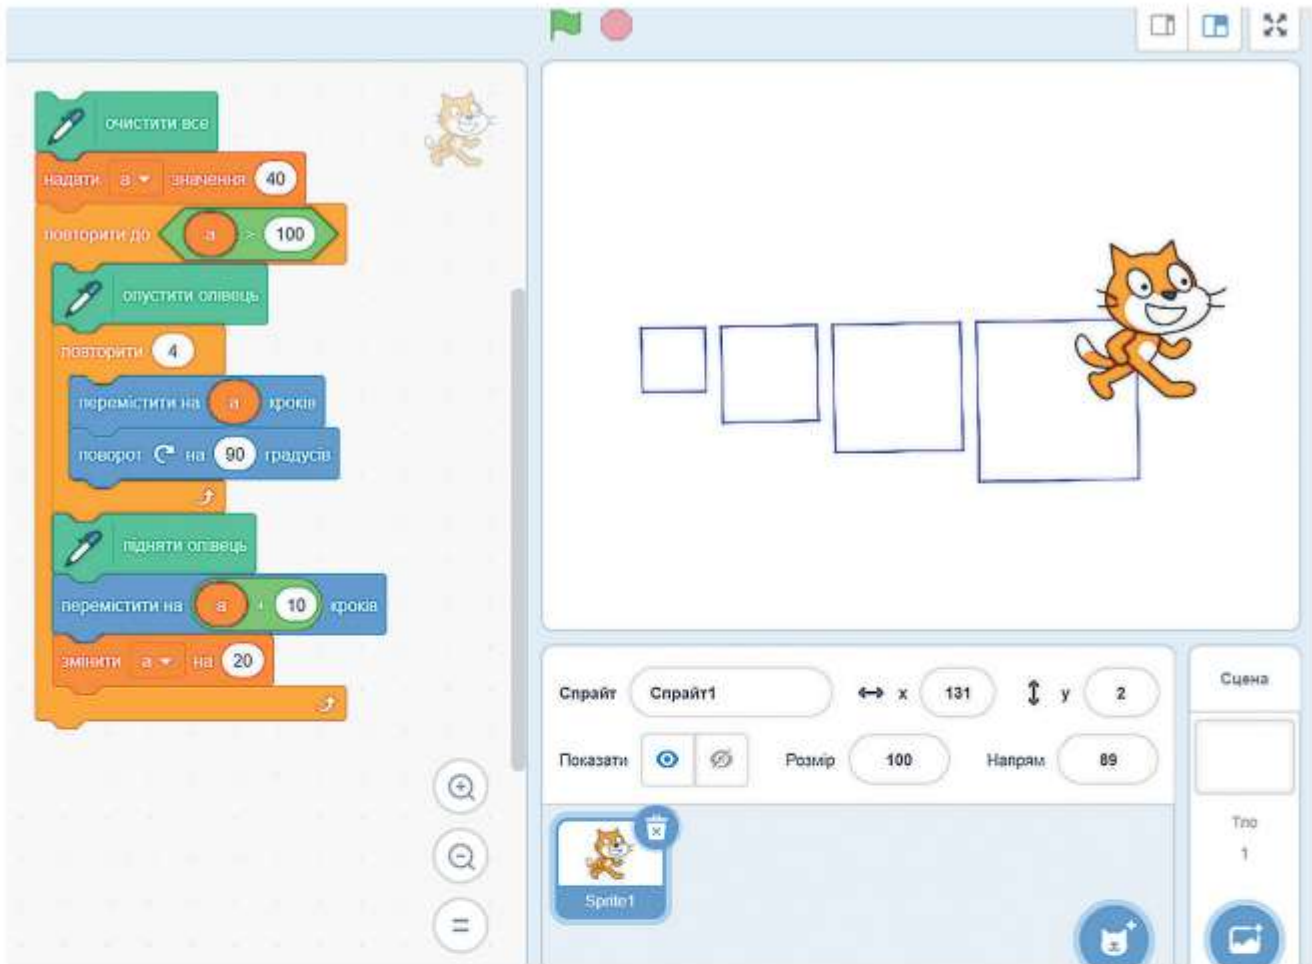 очистити все
надати а значення 40
повторити до а > 100
опустити олівець
повторити 4
перемістити на а кроків
поворот на 90 градусів
підняти олівець
перемістити на а + 10 кроків
змінити а на 20
Спрайт Спрайт1 x 131 y 2
Показати Розмір 100 Напрям 89
Sprite1
Сцена
Тло
1